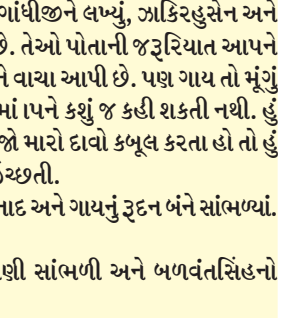 ગાંધીજીને લખ્યું, ઝાકિરહુસેન અને
છે. તેઓ પોતાની જરૂરિયાત આપને
ને વાચા આપી છે. પણ ગાય તો મૂંગું
માં ।પને કશું જ કહી શકતી નથી. હું
જો મારો દાવો કબૂલ કરતા હો તો હું
ઈચ્છતી.
નાદ અને ગાયનું રૂદન બંને સાંભળ્યાં.
ણી સાંભળી અને બળવંતસિંહનો